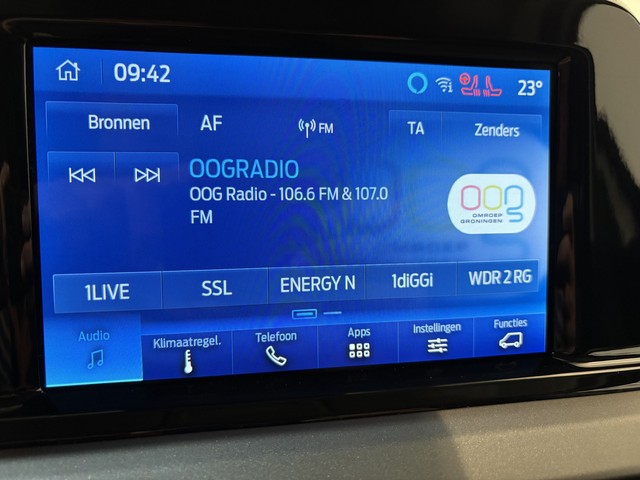 09:42
23°
Bronnen
AF
FM
TA
Zenders
OOGRADIO
OOG Radio - 106.6 FM & 107.0
FM
OOG
OMROEP
GRONINGEN
1LIVE
SSL
ENERGY N
1diGGi
WDR 2 RG
Audio
Klimaatregel.
Telefoon
Apps
Instellingen
Functies